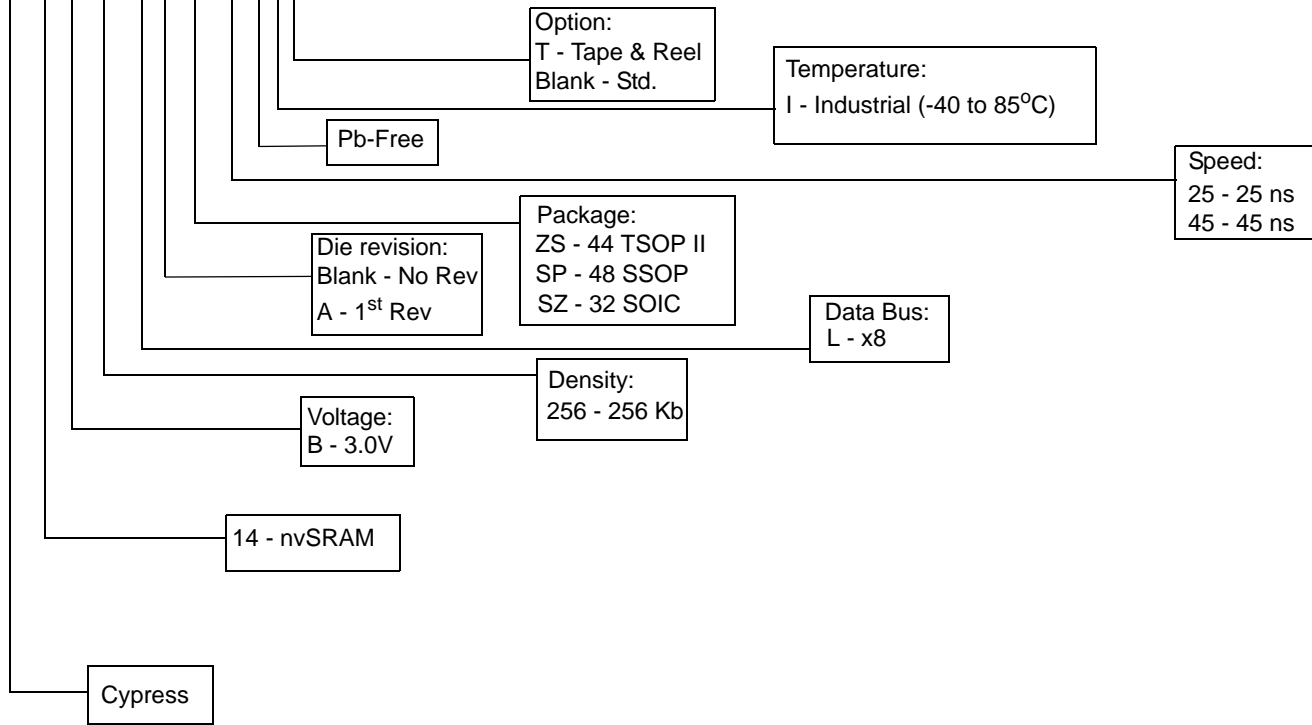 Option:
T - Tape & Reel
Blank - Std.
Temperature:
I - Industrial (-40 to 85°C)
Pb-Free
Speed:
25 - 25 ns
45 - 45 ns
Package:
ZS - 44 TSOP II
SP - 48 SSOP
SZ - 32 SOIC
Die revision:
Blank - No Rev
A - 1st Rev
Data Bus:
L - x8
Density:
256 - 256 Kb
Voltage:
B - 3.0V
14 - nvSRAM
Cypress